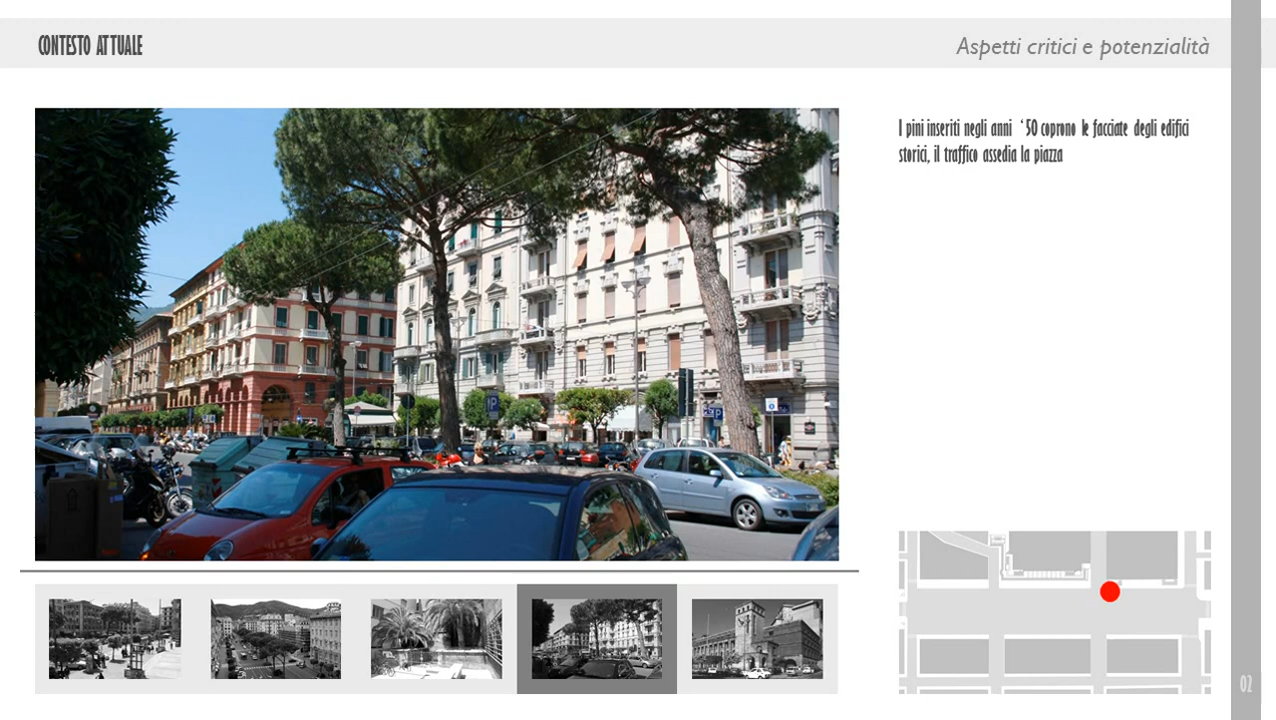 CONTESTO ATTUALE
Aspetti critici e potenzialità
I pini inseriti negli anni '50 coprono le facciate degli edifici
storici, il traffico assedia la piazza
P
P
02